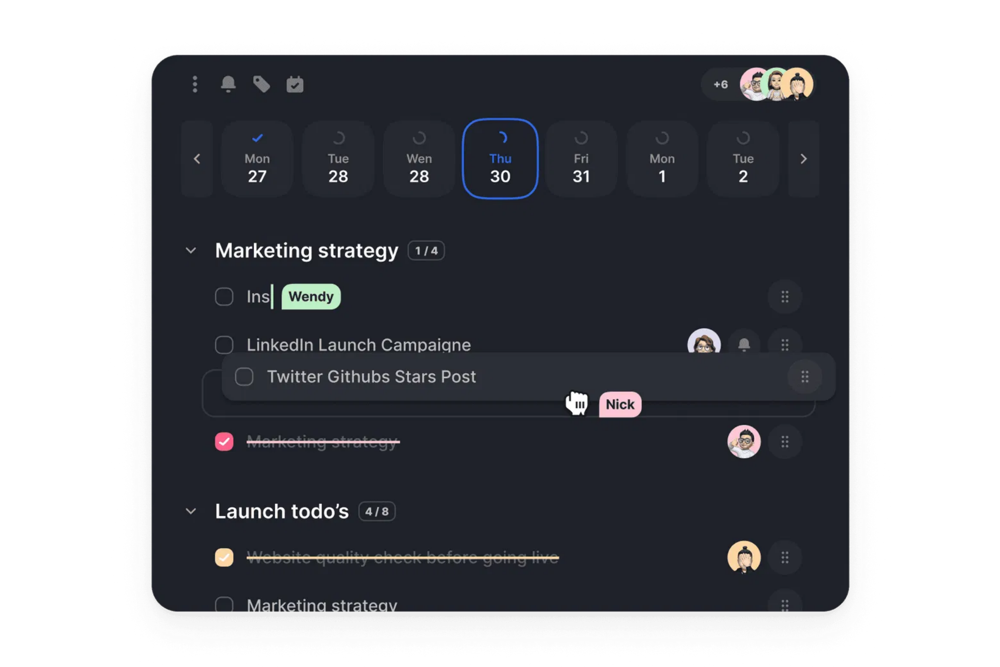 +6
Mon Tue Wen Thu Fri Mon Tue
27 28 28 30 31 1 2
Marketing strategy 1 / 4
Ins Wendy
LinkedIn Launch Campaigne
Twitter Githubs Stars Post
Nick
Marketing strategy
Launch todo’s 4 / 8
Website quality check before going live
Marketing strategy